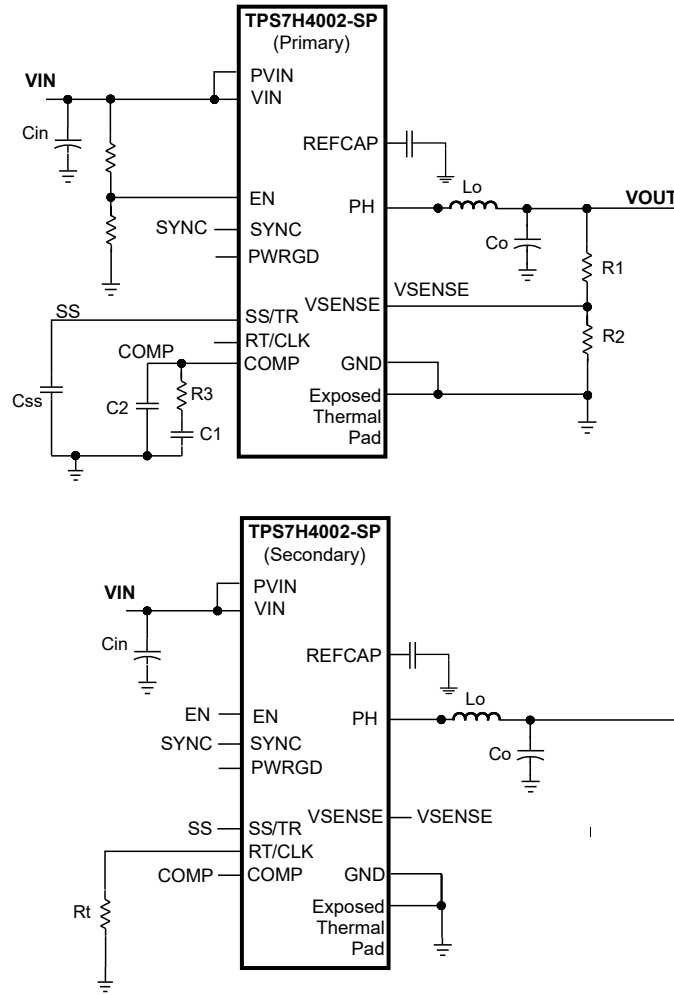 TPS7H4002-SP
(Primary)
VIN
PVIN
VIN
Cin
REFCAP
Lo
VOUT
EN
PH
SYNC
SYNC
Co
R1
PWRGD
VSENSE
VSENSE
SS
SS/TR
RT/CLK
R2
COMP
COMP
GND
Css
C2
R3
C1
Exposed
Thermal
Pad
TPS7H4002-SP
(Secondary)
VIN
PVIN
VIN
Cin
REFCAP
Lo
EN
EN
PH
SYNC
SYNC
Co
PWRGD
VSENSE
VSENSE
SS
SS/TR
RT/CLK
COMP
COMP
GND
Rt
Exposed
Thermal
Pad